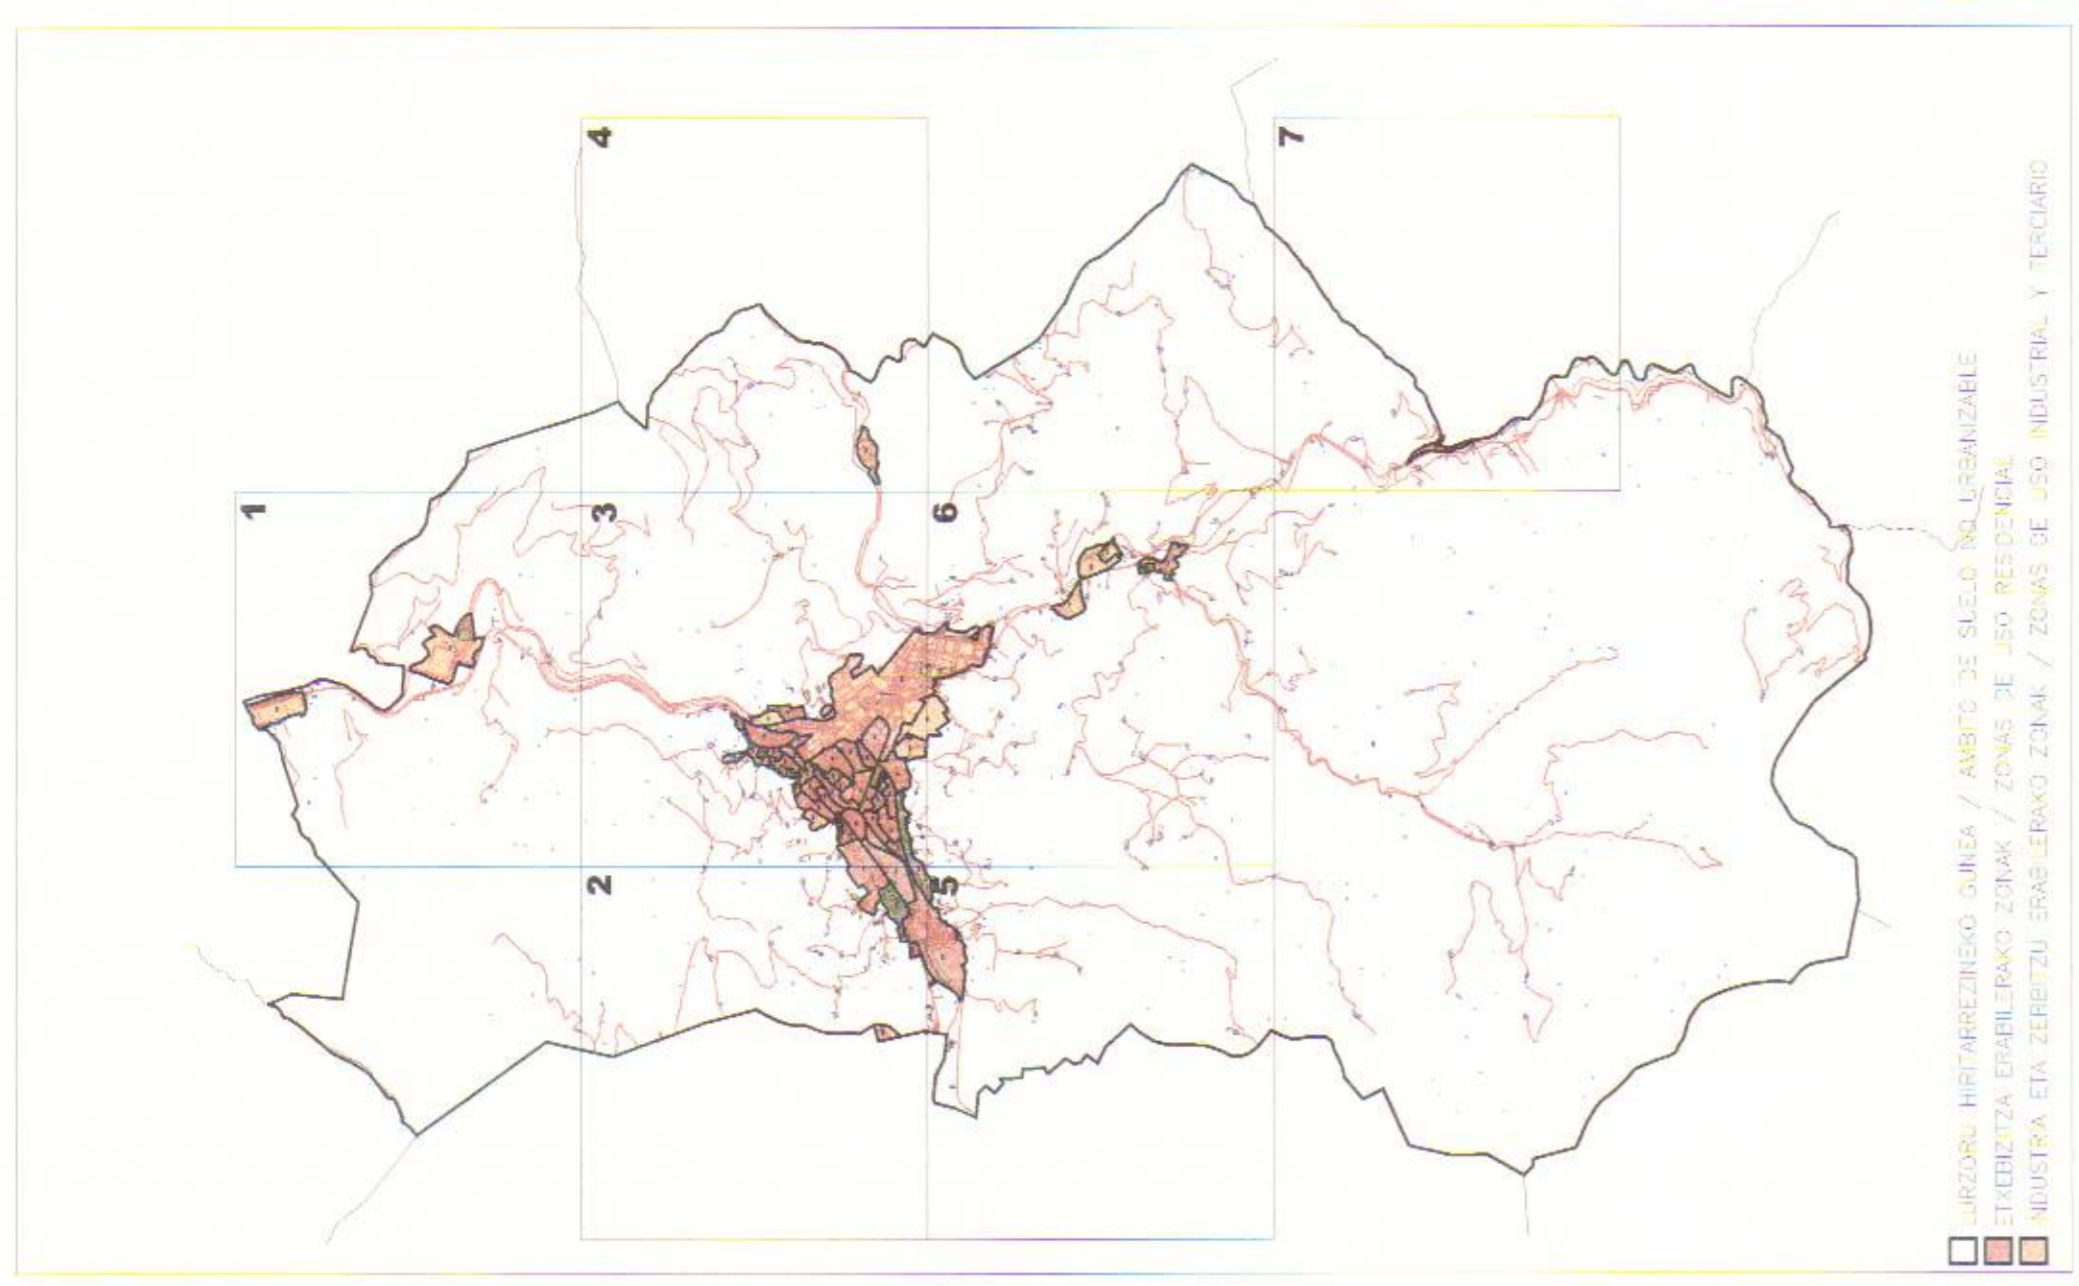 1
2
3
4
5
6
7
LURZORU HIRITARREZINEKO GUNEA / AMBITO DE SUELO NO URBANIZABLE
ETXEBIZITZA ERABILERAKO ZONAK / ZONAS DE USO RESIDENCIAL
INDUSTRIA ETA ZERBITZU ERABILERAKO ZONAK / ZONAS DE USO INDUSTRIAL Y TERCIARIO